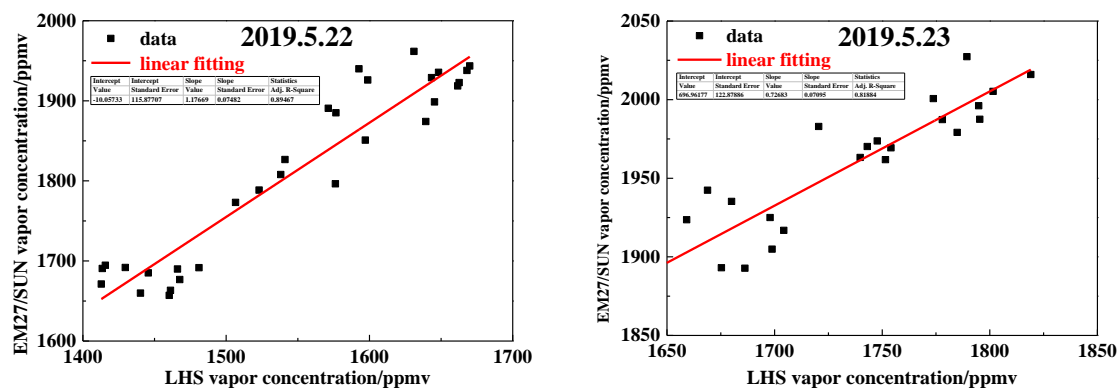 2000
1900
1800
1700
1600
EM27/SUN vapor concentration/ppmv
data 2019.5.22
linear fitting
Intercept Intercept Slope Slope Statistics
Value Standard Error Value Standard Error Adj. R-Square
-10.05733 115.87707 1.17669 0.07482 0.89467
1400 1500 1600 1700
LHS vapor concentration/ppmv
2050
2000
1950
1900
1850
EM27/SUN vapor concentration/ppmv
data 2019.5.23
linear fitting
Intercept Intercept Slope Slope Statistics
Value Standard Error Value Standard Error Adj. R-Square
696.96177 122.87886 0.72683 0.07095 0.81884
1650 1700 1750 1800 1850
LHS vapor concentration/ppmv